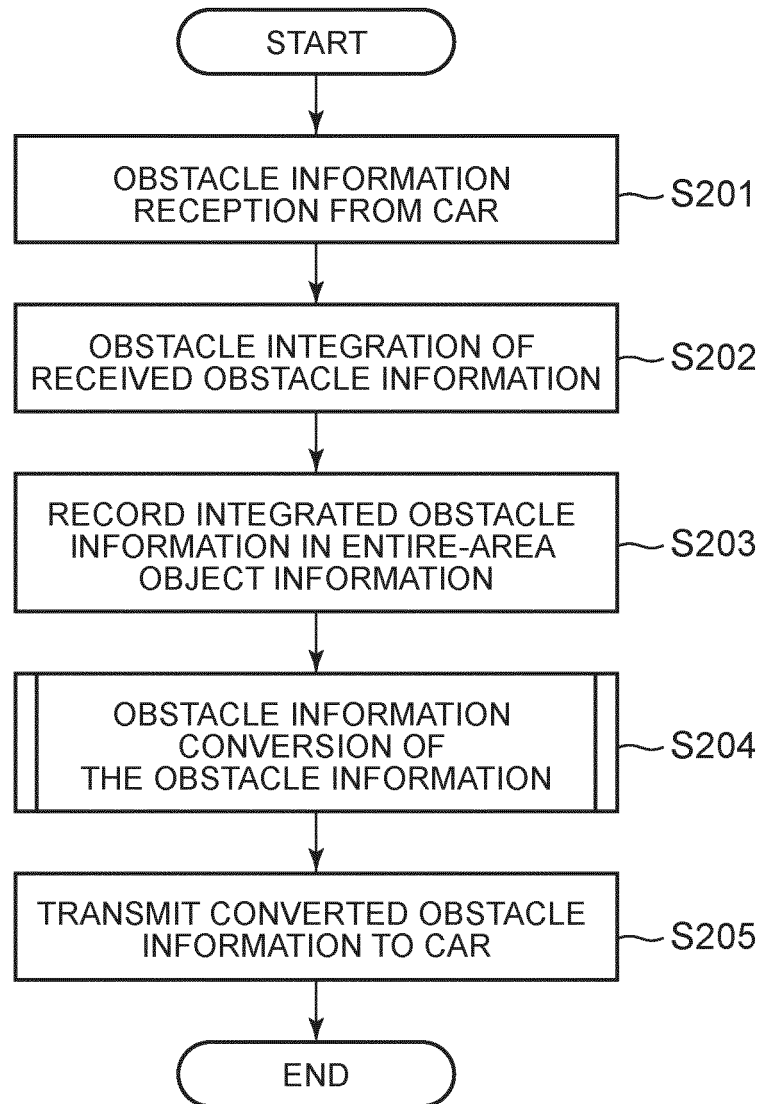 START
OBSTACLE INFORMATION
RECEPTION FROM CAR
S201
OBSTACLE INTEGRATION OF
RECEIVED OBSTACLE INFORMATION
S202
RECORD INTEGRATED OBSTACLE
INFORMATION IN ENTIRE-AREA
OBJECT INFORMATION
S203
OBSTACLE INFORMATION
CONVERSION OF
THE OBSTACLE INFORMATION
S204
TRANSMIT CONVERTED OBSTACLE
INFORMATION TO CAR
S205
END